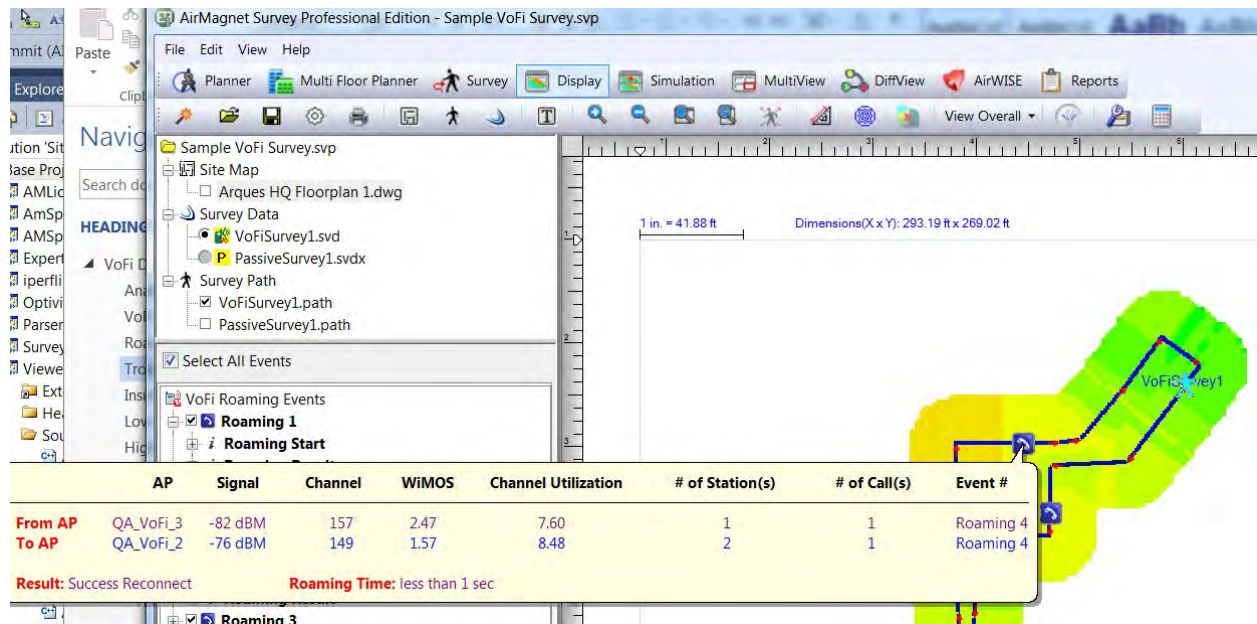 AirMagnet Survey Professional Edition - Sample VoFi Survey.svp
Paste
File Edit View Help
Explore
Planner Multi Floor Planner Survey Display Simulation MultiView DiffView AirWISE Reports
View Overall
Navig
Sample VoFi Survey.svp
Site Map
Search do
Arques HQ Floorplan 1.dwg
Survey Data
HEADING
VoFiSurvey1.svd
1 in. = 41.88 ft Dimensions(X x Y): 293.19 ft x 269.02 ft
P PassiveSurvey1.svdx
VoFi D
Survey Path
VoFiSurvey1.path
PassiveSurvey1.path
Select All Events
VoFi Roaming Events
Roaming 1
Roaming Start
AP Signal Channel WiMOS Channel Utilization # of Station(s) # of Call(s) Event #
From AP QA_VoFi_3 -82 dBM 157 2.47 7.60 1 1 Roaming 4
To AP QA_VoFi_2 -76 dBM 149 1.57 8.48 2 1 Roaming 4
Result: Success Reconnect Roaming Time: less than 1 sec
Roaming 3